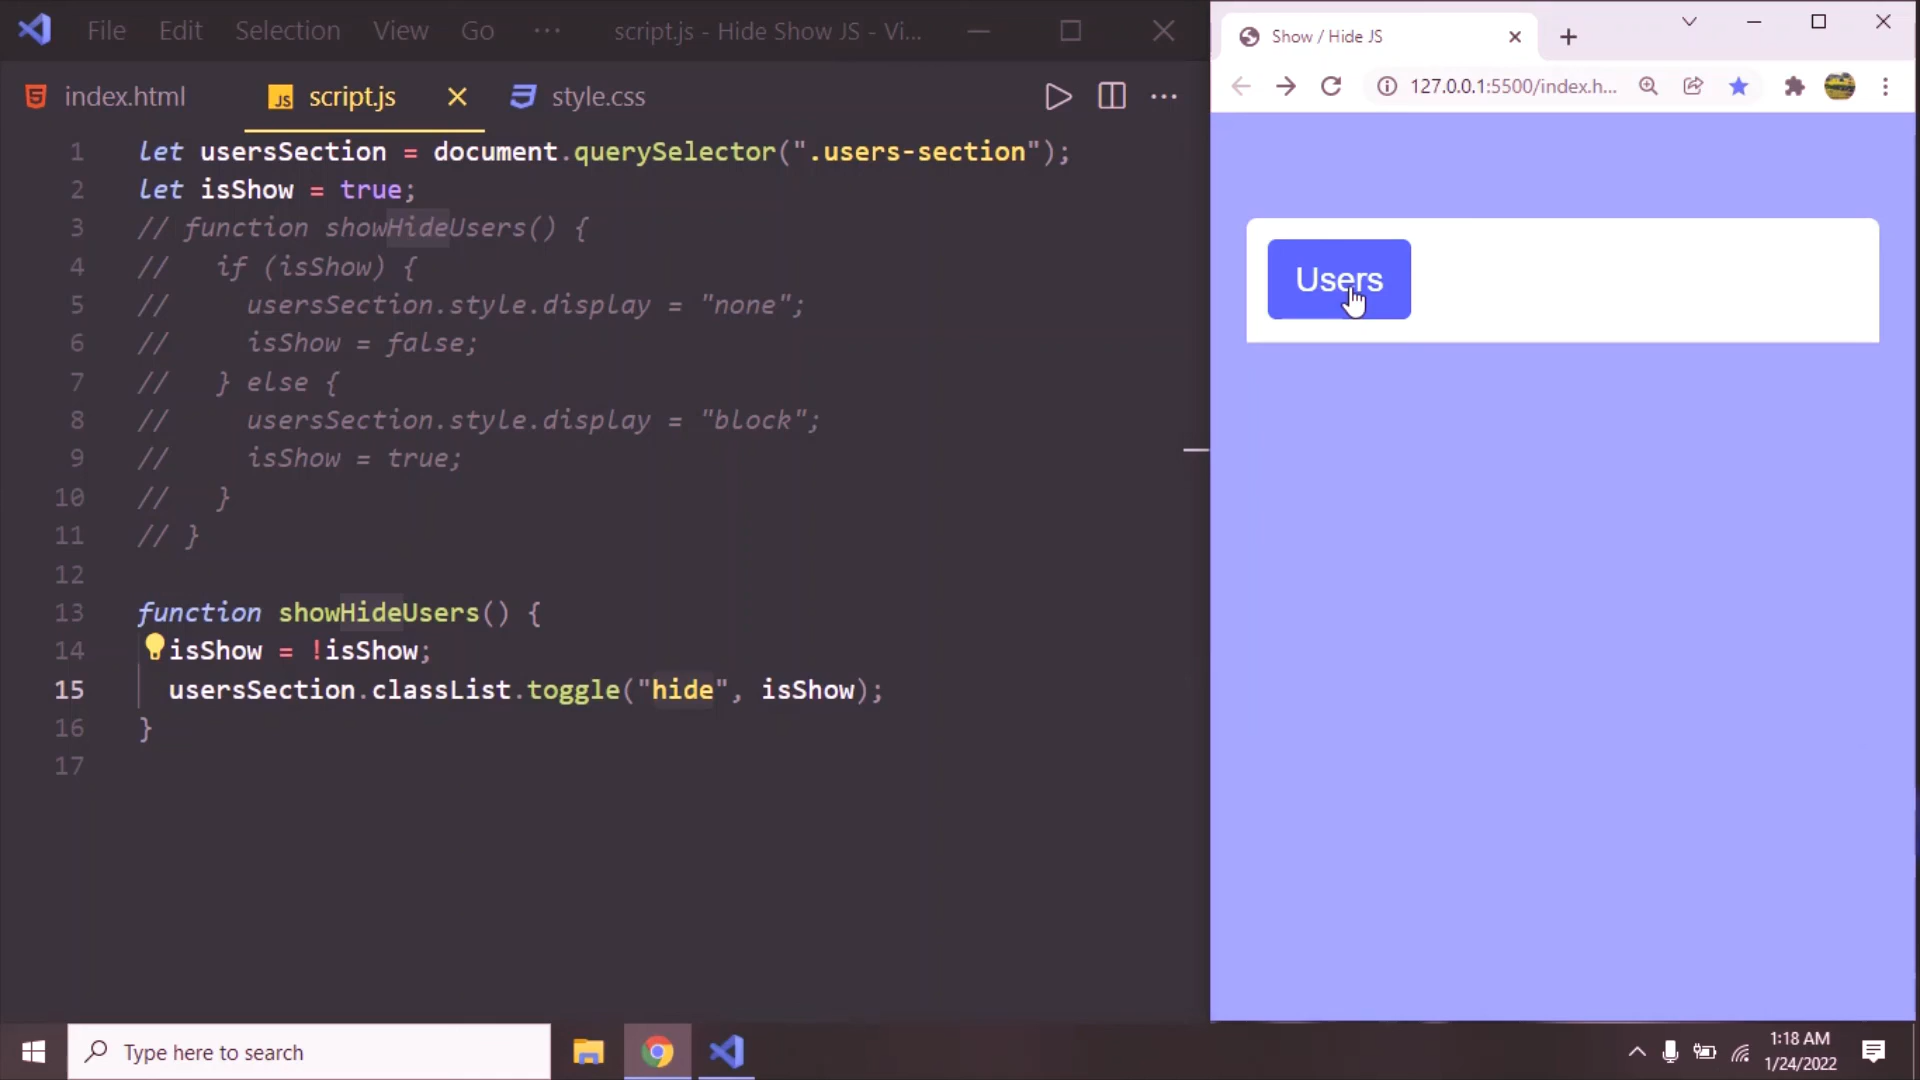 File Edit Selection View Go ··· script.js - Hide Show JS - Vi...
index.html JS script.js style.css
1 let usersSection = document.querySelector(".users-section");
2 let isShow = true;
3 // function showHideUsers() {
4 //   if (isShow) {
5 //     usersSection.style.display = "none";
6 //     isShow = false;
7 //   } else {
8 //     usersSection.style.display = "block";
9 //     isShow = true;
10 //   }
11 // }
12
13 function showHideUsers() {
14   isShow = !isShow;
15   usersSection.classList.toggle("hide", isShow);
16 }
17
Show / Hide JS
127.0.0.1:5500/index.h...
Users
Type here to search
1:18 AM
1/24/2022